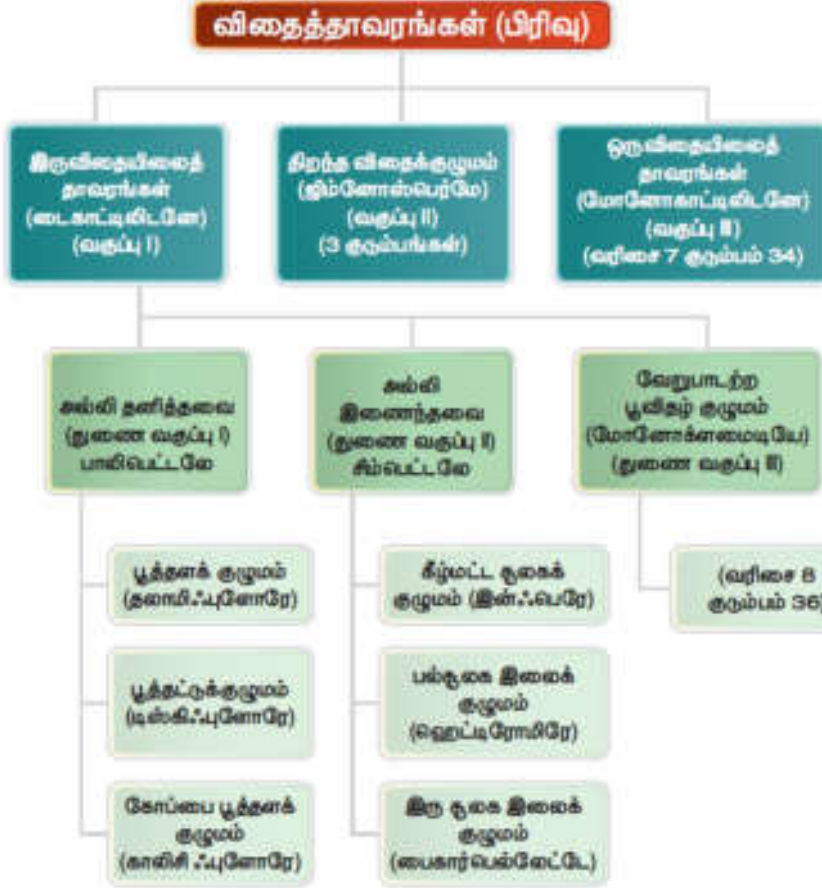 விதைத்தாவரங்கள் (பிரிவு)
இருவிதையிலைத்
தாவரங்கள்
(டைகாட்டிலிடனே)
(வகுப்பு I)
திறந்த விதைக்குழுமம்
(ஜிம்னோஸ்பெர்மே)
(வகுப்பு II)
(3 குடும்பங்கள்)
ஒருவிதையிலைத்
தாவரங்கள்
(மோனோகாட்டிலிடனே)
(வகுப்பு III)
(வரிசை 7 குடும்பம் 34)
அல்லி தனித்தவை
(துணை வகுப்பு I)
பாலிபெட்டலே
அல்லி
இணைந்தவை
(துணை வகுப்பு II)
சிம்பெட்டலே
வேறுபாடற்ற
பூவிதழ் குழுமம்
(மோனோக்ளமைடியே)
(துணை வகுப்பு III)
பூத்தளக் குழுமம்
(தலாமிஃபுளோரே)
பூத்தட்டுக்குழுமம்
(டிஸ்கிஃபுளோரே)
கோப்பை பூத்தளக்
குழுமம்
(காலிசி ஃபுளோரே)
கீழ்மட்ட சூலகக்
குழுமம் (இன்ஃபெரே)
பல்சூலக இலைக்
குழுமம்
(ஹெட்டிரோமிரே)
இரு சூலக இலைக்
குழுமம்
(பைகார்பெல்லேட்டே)
(வரிசை 8
குடும்பம் 36)